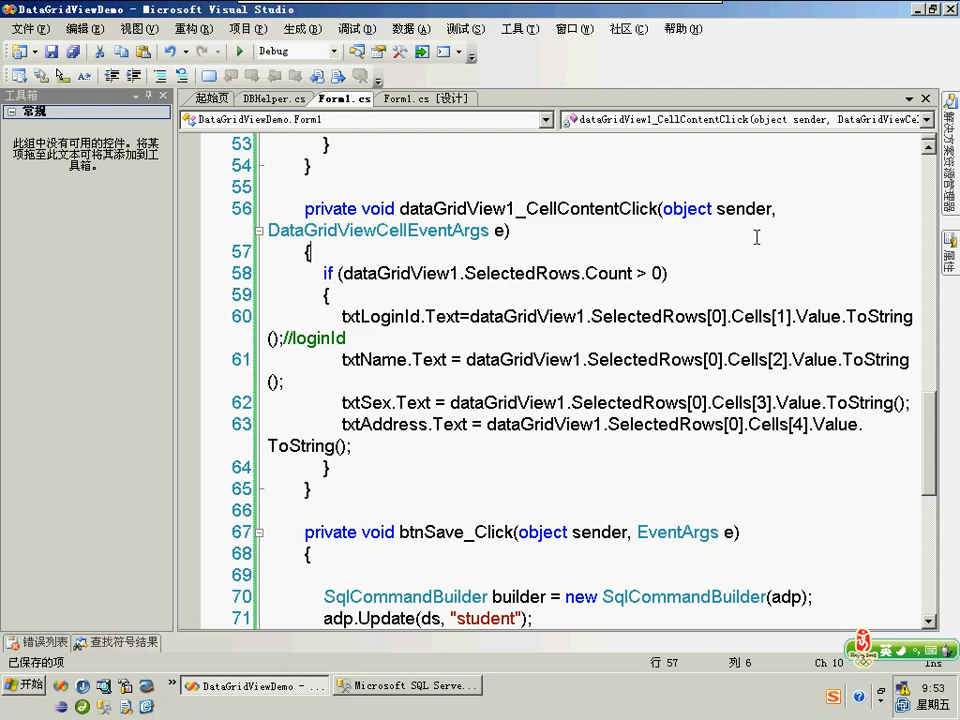 DataGridViewDemo - Microsoft Visual Studio
文件(F) 编辑(E) 视图(V) 重构(R) 项目(P) 生成(B) 调试(D) 数据(A) 测试(S) 工具(T) 窗口(W) 社区(C) 帮助(H)
Debug
工具箱
常规
此组中没有可用的控件。将某
项拖至此文本可将其添加到工
具箱。
起始页 DBHelper.cs Form1.cs Form1.cs [设计]
DataGridViewDemo.Form1
dataGridView1_CellContentClick(object sender, DataGridViewCel
53 }
54 }
55
56 private void dataGridView1_CellContentClick(object sender,
DataGridViewCellEventArgs e)
57 {
58 if (dataGridView1.SelectedRows.Count > 0)
59 {
60 txtLoginId.Text=dataGridView1.SelectedRows[0].Cells[1].Value.ToString
();//loginId
61 txtName.Text = dataGridView1.SelectedRows[0].Cells[2].Value.ToString
();
62 txtSex.Text = dataGridView1.SelectedRows[0].Cells[3].Value.ToString();
63 txtAddress.Text = dataGridView1.SelectedRows[0].Cells[4].Value.
ToString();
64 }
65 }
66
67 private void btnSave_Click(object sender, EventArgs e)
68 {
69
70 SqlCommandBuilder builder = new SqlCommandBuilder(adp);
71 adp.Update(ds, "student");
解决方案资源管理器
属性
错误列表 查找符号结果
已保存的项
行 57 列 6 Ch 10 Ins
英
开始
DataGridViewDemo - ...
Microsoft SQL Serve...
9:53
星期五